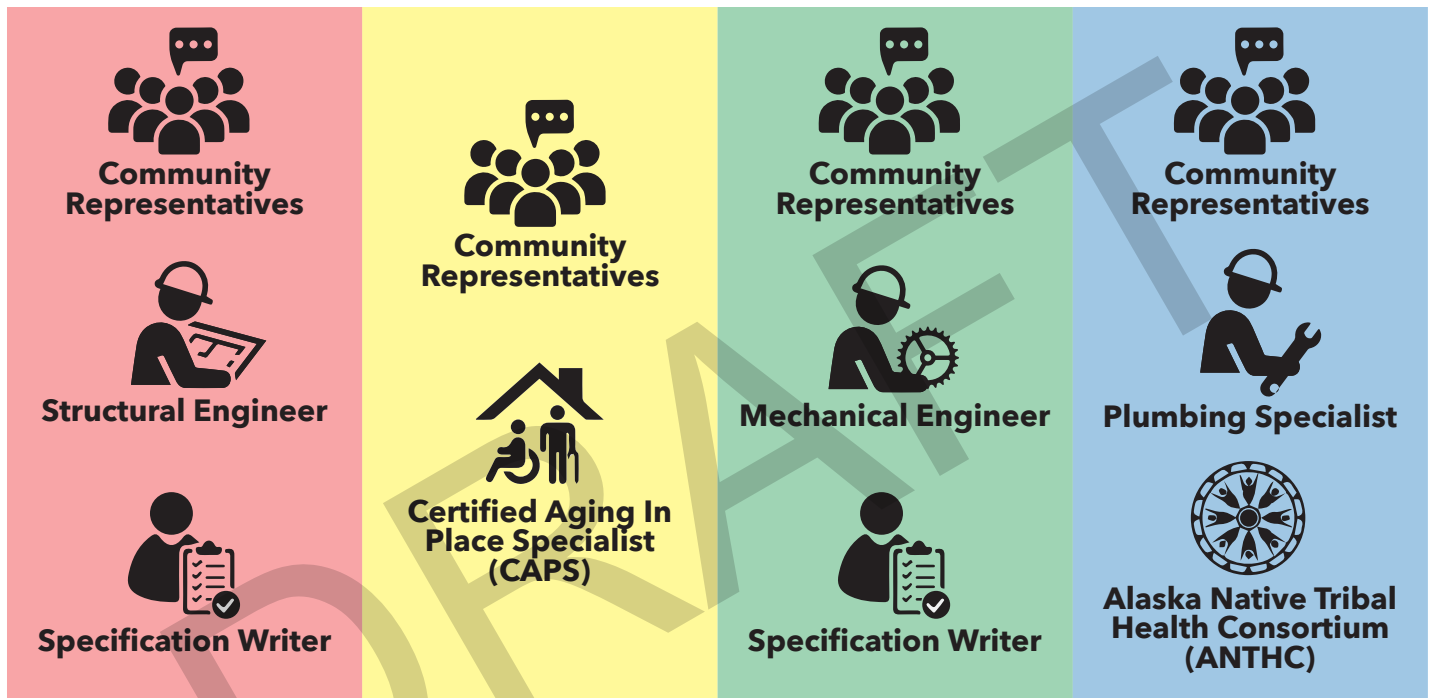 Community
Representatives
Structural Engineer
Specification Writer
Community
Representatives
Certified Aging In
Place Specialist
(CAPS)
Community
Representatives
Mechanical Engineer
Specification Writer
Community
Representatives
Plumbing Specialist
Alaska Native Tribal
Health Consortium
(ANTHC)
DRAFT